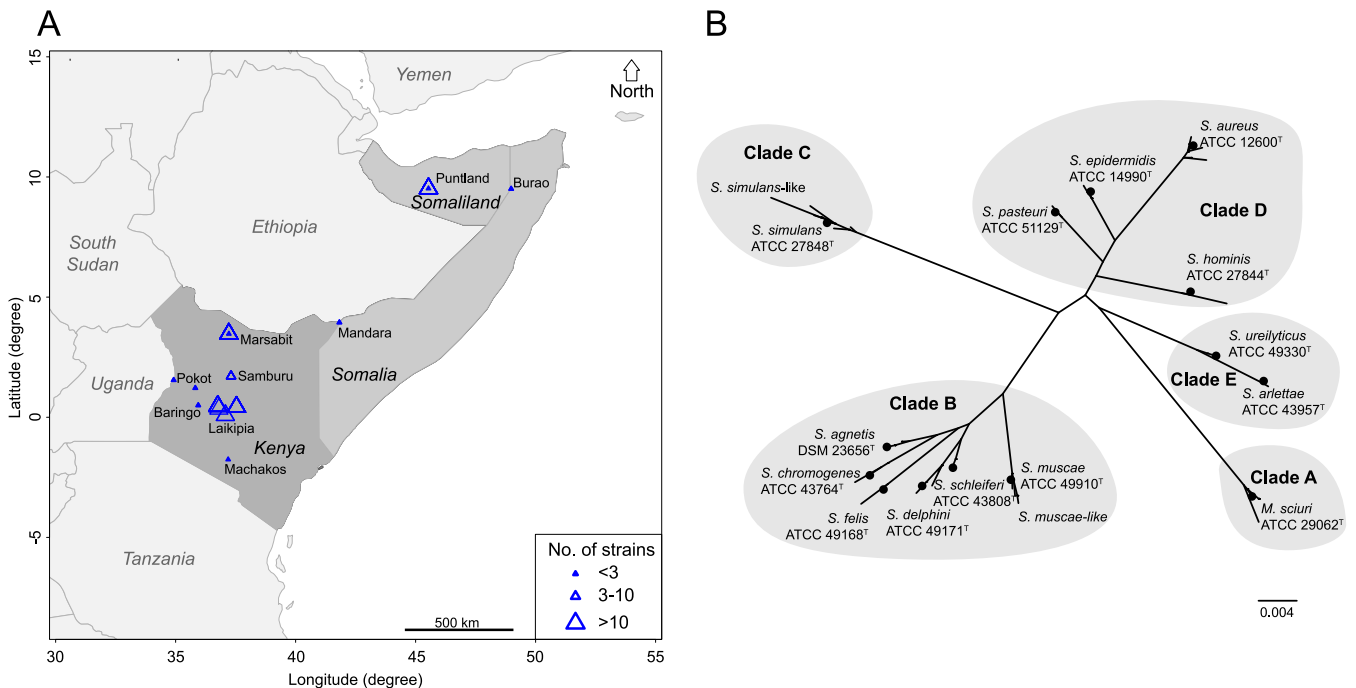 A
15
10
5
0
-5
Latitude (degree)
30
35
40
45
50
55
Longitude (degree)
Yemen
North
Puntland
Burao
Somaliland
Ethiopia
South
Sudan
Marsabit
Mandara
Samburu
Pokot
Uganda
Somalia
Baringo
Laikipia
Kenya
Machakos
Tanzania
No. of strains
<3
3-10
>10
500 km
B
Clade C
S. simulans-like
S. simulans
ATCC 27848ᵀ
S. aureus
ATCC 12600ᵀ
S. epidermidis
ATCC 14990ᵀ
S. pasteuri
ATCC 51129ᵀ
Clade D
S. hominis
ATCC 27844ᵀ
S. ureilyticus
ATCC 49330ᵀ
Clade E
S. arlettae
ATCC 43957ᵀ
Clade B
S. agnetis
DSM 23656ᵀ
S. chromogenes
ATCC 43764ᵀ
S. felis
ATCC 49168ᵀ
S. delphini
ATCC 49171ᵀ
S. schleiferi
ATCC 43808ᵀ
S. muscae
ATCC 49910ᵀ
S. muscae-like
Clade A
M. sciuri
ATCC 29062ᵀ
0.004